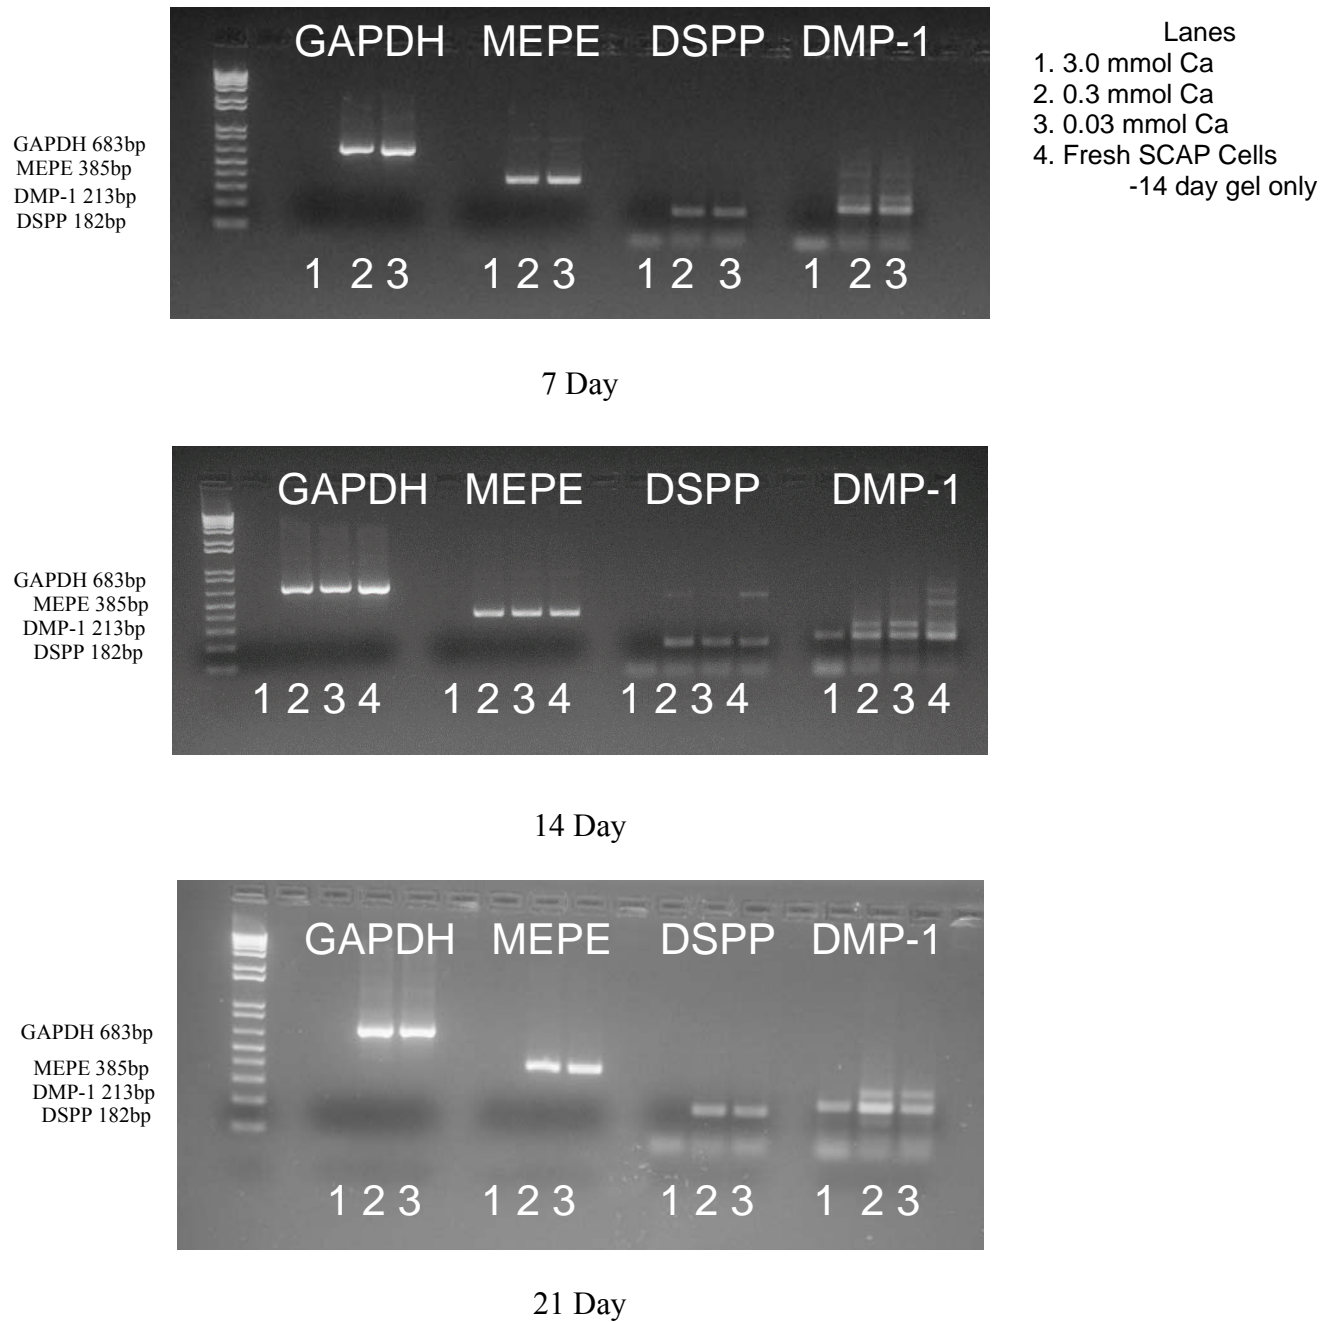 GAPDH MEPE DSPP DMP-1
Lanes
1. 3.0 mmol Ca
2. 0.3 mmol Ca
3. 0.03 mmol Ca
4. Fresh SCAP Cells
-14 day gel only
GAPDH 683bp
MEPE 385bp
DMP-1 213bp
DSPP 182bp
1 2 3 1 2 3 1 2 3 1 2 3
7 Day
GAPDH MEPE DSPP DMP-1
GAPDH 683bp
MEPE 385bp
DMP-1 213bp
DSPP 182bp
1 2 3 4 1 2 3 4 1 2 3 4 1 2 3 4
14 Day
GAPDH MEPE DSPP DMP-1
GAPDH 683bp
MEPE 385bp
DMP-1 213bp
DSPP 182bp
1 2 3 1 2 3 1 2 3 1 2 3
21 Day